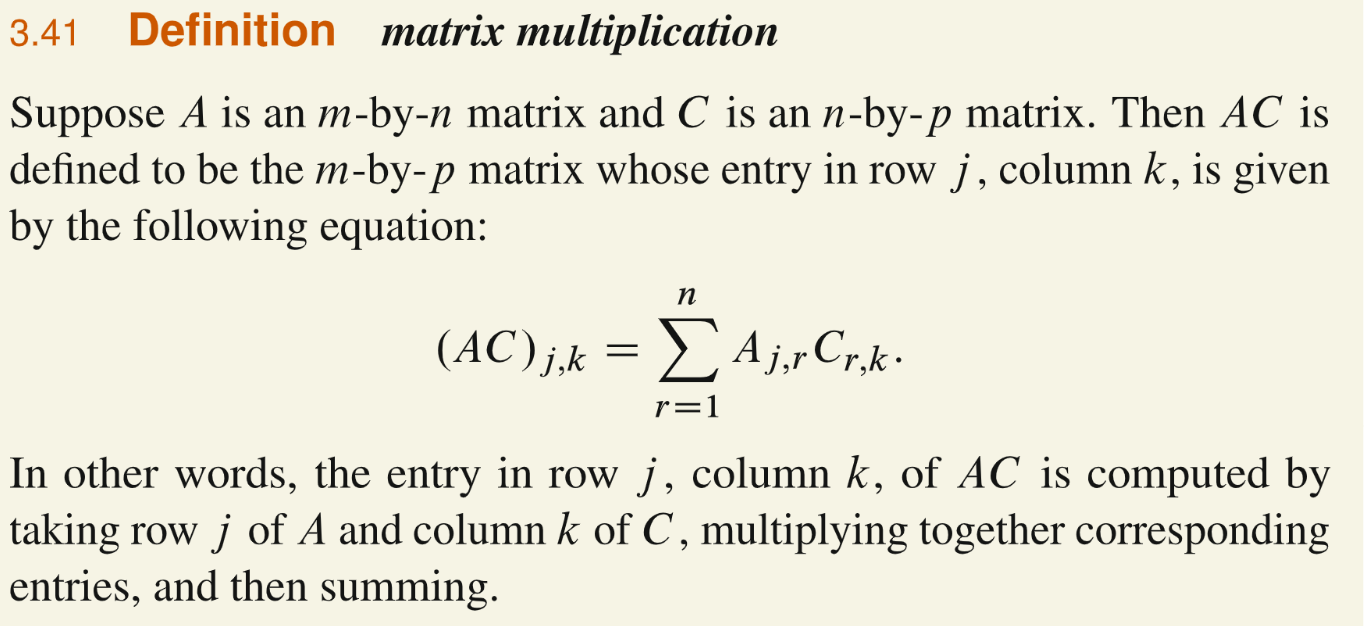 3.41 Definition matrix multiplication
Suppose A is an m-by-n matrix and C is an n-by-p matrix. Then AC is
defined to be the m-by-p matrix whose entry in row j, column k, is given
by the following equation:
(AC)_{j,k} = \sum_{r=1}^{n} A_{j,r} C_{r,k}.
In other words, the entry in row j, column k, of AC is computed by
taking row j of A and column k of C, multiplying together corresponding
entries, and then summing.